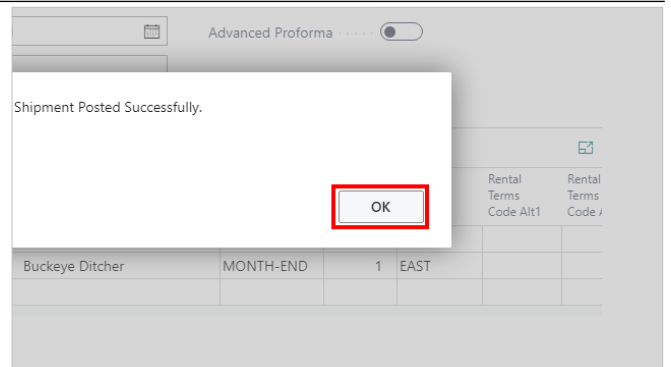 Advanced Proforma
Shipment Posted Successfully.
OK
Rental Terms Code Alt1
Rental Terms Code
Buckeye Ditcher MONTH-END 1 EAST